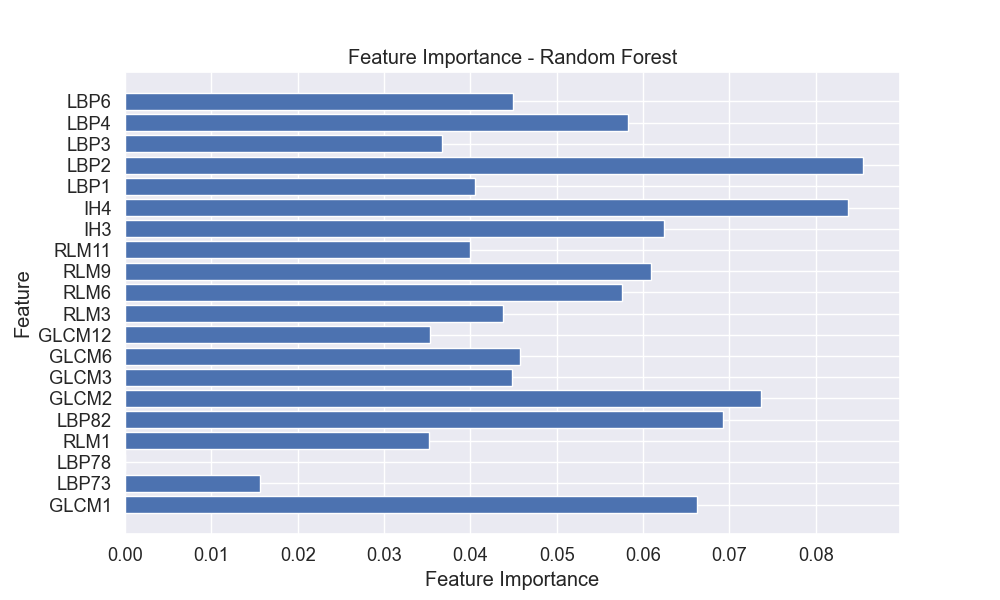 Feature Importance - Random Forest
LBP6
LBP4
LBP3
LBP2
LBP1
IH4
IH3
RLM11
RLM9
RLM6
RLM3
GLCM12
GLCM6
GLCM3
GLCM2
LBP82
RLM1
LBP78
LBP73
GLCM1
Feature
0.00 0.01 0.02 0.03 0.04 0.05 0.06 0.07 0.08
Feature Importance